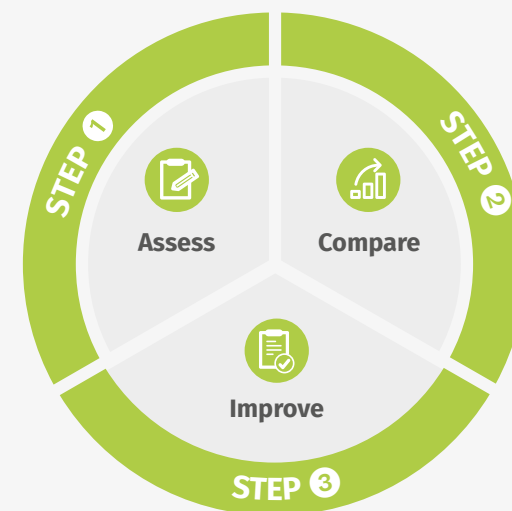 STEP 1
Assess
STEP 2
Compare
Improve
STEP 3